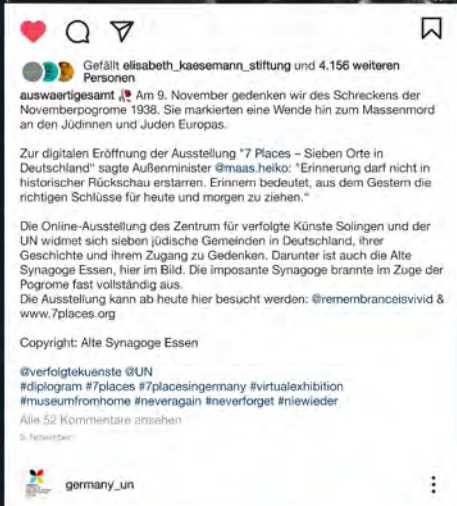 Gefällt elisabeth_kaesemann_stiftung und 4.156 weiteren
Personen
auswaertigesamt Am 9. November gedenken wir des Schreckens der
Novemberpogrome 1938. Sie markierten eine Wende hin zum Massenmord
an den Jüdinnen und Juden Europas.
Zur digitalen Eröffnung der Ausstellung "7 Places – Sieben Orte in
Deutschland" sagte Außenminister @maas.heiko: "Erinnerung darf nicht in
historischer Rückschau erstarren. Erinnern bedeutet, aus dem Gestern die
richtigen Schlüsse für heute und morgen zu ziehen."
Die Online-Ausstellung des Zentrum für verfolgte Künste Solingen und der
UN widmet sich sieben jüdische Gemeinden in Deutschland, ihrer
Geschichte und ihrem Zugang zu Gedenken. Darunter ist auch die Alte
Synagoge Essen, hier im Bild. Die imposante Synagoge brannte im Zuge der
Pogrome fast vollständig aus.
Die Ausstellung kann ab heute hier besucht werden: @remembranceisvivid &
www.7places.org
Copyright: Alte Synagoge Essen
@verfolgtekuenste @UN
#diplogram #7places #7placesingermany #virtualexhibition
#museumfromhome #neveragain #neverforget #niewieder
Alle 52 Kommentare ansehen
November
germany_un